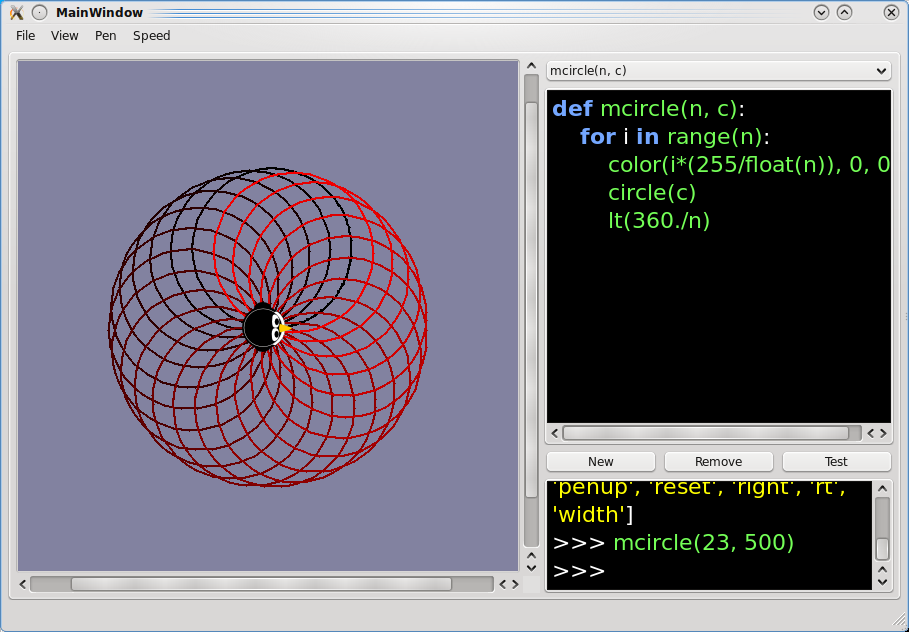 MainWindow
File View Pen Speed
mcircle(n, c)
def mcircle(n, c):
    for i in range(n):
        color(i*(255/float(n)), 0, 0
        circle(c)
        lt(360./n)
New Remove Test
'penup', 'reset', 'right', 'rt',
'width']
>>> mcircle(23, 500)
>>>